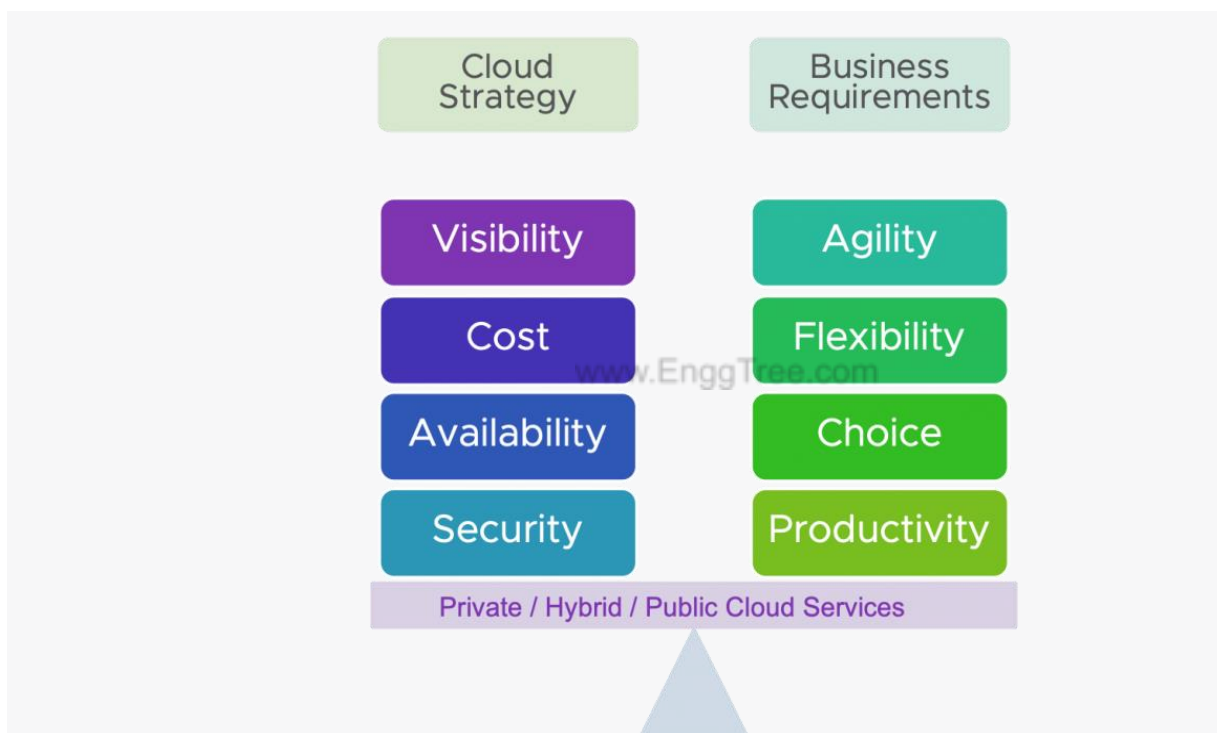 Cloud
Strategy
Business
Requirements
Visibility
Agility
Cost
Flexibility
www.EnggTree.com
Availability
Choice
Security
Productivity
Private / Hybrid / Public Cloud Services